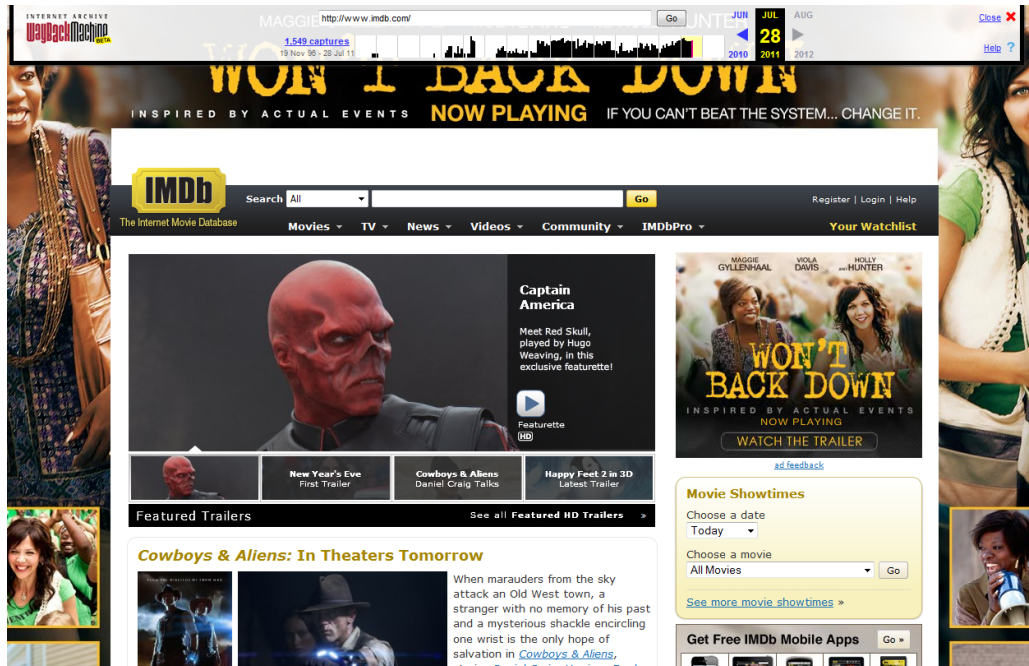 INTERNET ARCHIVE
WayBackMachine
BETA
http://www.imdb.com/
Go
JUN
JUL
AUG
Close
1,549 captures
28
19 Nov 96 - 28 Jul 11
2010
2011
2012
Help ?
MAGGIE
UNTER
WON'T BACK DOWN
INSPIRED BY ACTUAL EVENTS NOW PLAYING IF YOU CAN'T BEAT THE SYSTEM... CHANGE IT.
IMDb
The Internet Movie Database
Search All Go
Register | Login | Help
Movies TV News Videos Community IMDbPro Your Watchlist
Captain
America
Meet Red Skull,
played by Hugo
Weaving, in this
exclusive featurette!
Featurette
HD
New Year's Eve
First Trailer
Cowboys & Aliens
Daniel Craig Talks
Happy Feet 2 in 3D
Latest Trailer
Featured Trailers
See all Featured HD Trailers »
Cowboys & Aliens: In Theaters Tomorrow
When marauders from the sky
attack an Old West town, a
stranger with no memory of his past
and a mysterious shackle encircling
one wrist is the only hope of
salvation in Cowboys & Aliens,
MAGGIE GYLLENHAAL
VIOLA DAVIS
AND HOLLY HUNTER
WON'T
BACK DOWN
INSPIRED BY ACTUAL EVENTS
NOW PLAYING
WATCH THE TRAILER
ad feedback
Movie Showtimes
Choose a date
Today
Choose a movie
All Movies Go
See more movie showtimes »
Get Free IMDb Mobile Apps Go »